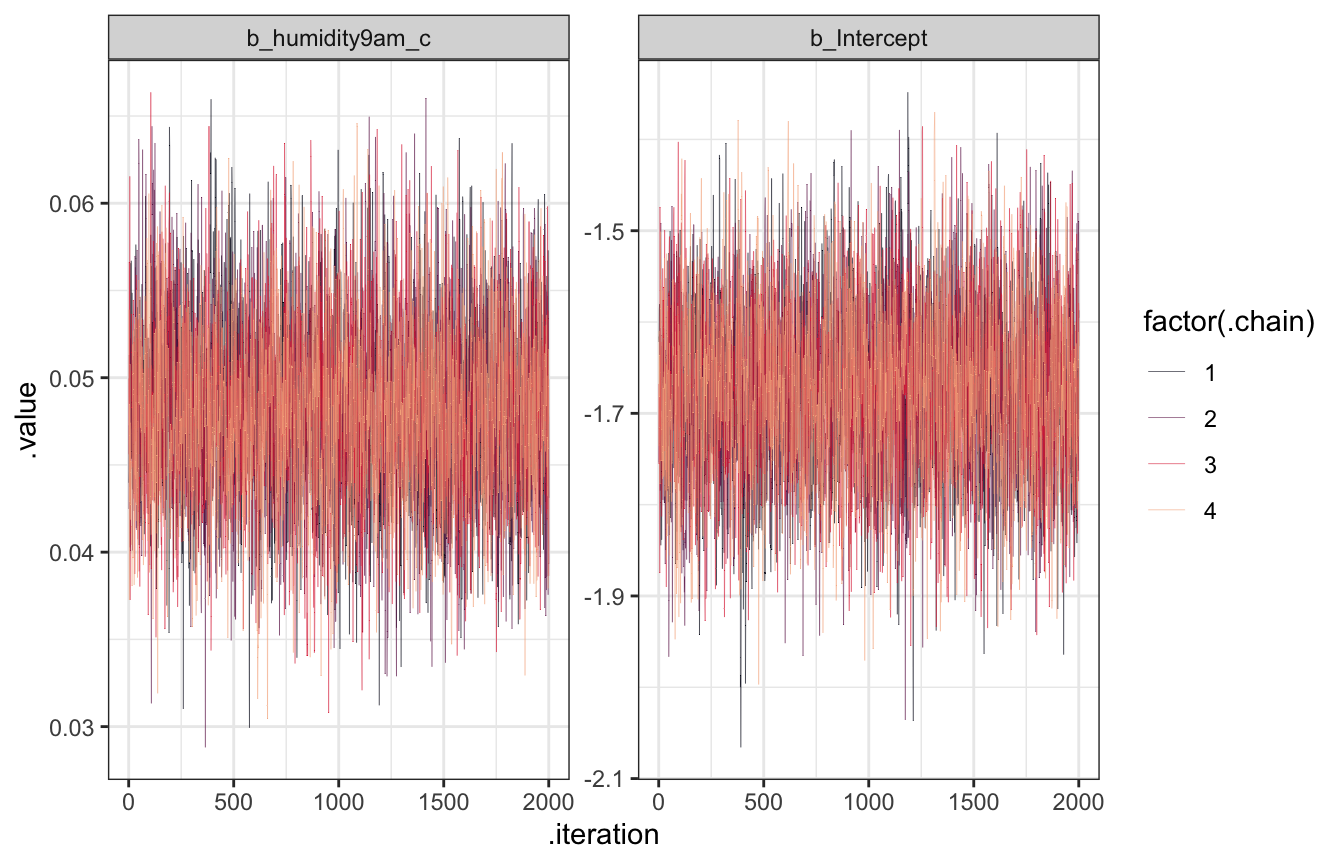 b_humidity9am_c
b_Intercept
.value
0.06
0.05
0.04
0.03
-1.5
-1.7
-1.9
-2.1
0 500 1000 1500 2000
0 500 1000 1500 2000
.iteration
factor(.chain)
1
2
3
4